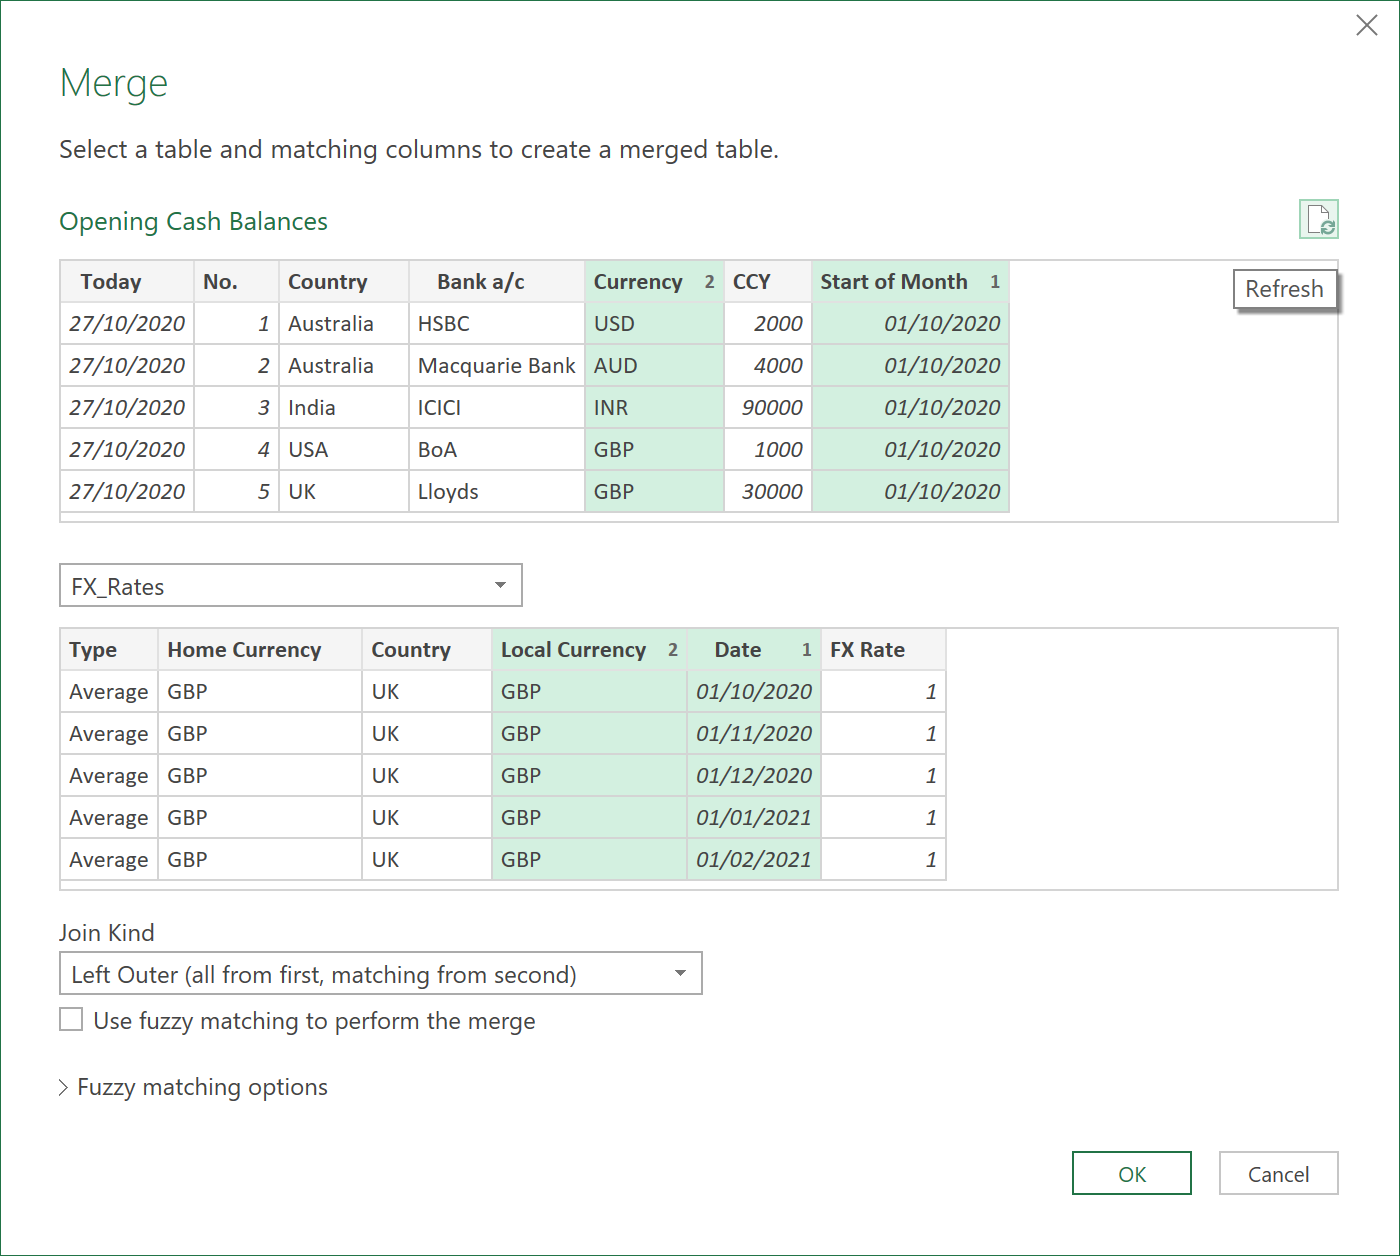 Merge
Select a table and matching columns to create a merged table.
Opening Cash Balances
Today No. Country Bank a/c Currency 2 CCY Start of Month 1
Refresh
27/10/2020 1 Australia HSBC USD 2000 01/10/2020
27/10/2020 2 Australia Macquarie Bank AUD 4000 01/10/2020
27/10/2020 3 India ICICI INR 90000 01/10/2020
27/10/2020 4 USA BoA GBP 1000 01/10/2020
27/10/2020 5 UK Lloyds GBP 30000 01/10/2020
FX_Rates
Type Home Currency Country Local Currency 2 Date 1 FX Rate
Average GBP UK GBP 01/10/2020 1
Average GBP UK GBP 01/11/2020 1
Average GBP UK GBP 01/12/2020 1
Average GBP UK GBP 01/01/2021 1
Average GBP UK GBP 01/02/2021 1
Join Kind
Left Outer (all from first, matching from second)
Use fuzzy matching to perform the merge
Fuzzy matching options
OK Cancel